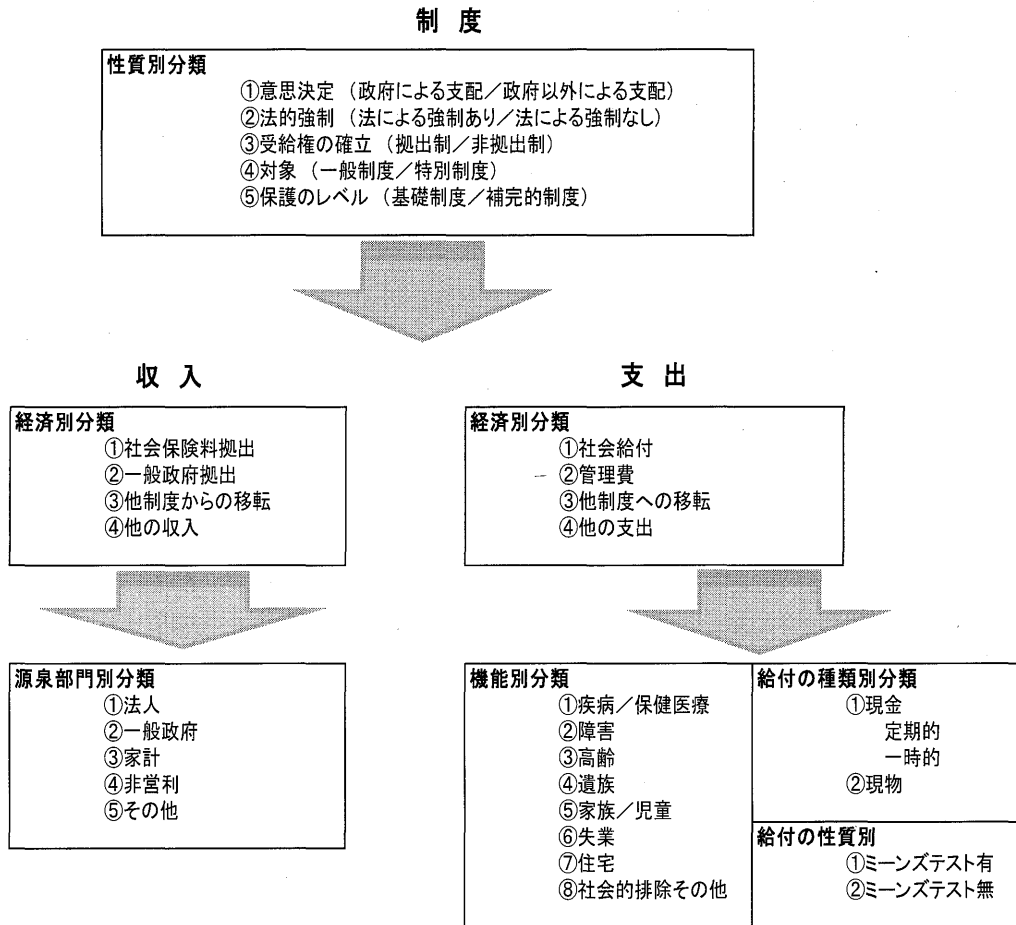 制 度
性質別分類
①意思決定 (政府による支配/政府以外による支配)
②法的強制 (法による強制あり/法による強制なし)
③受給権の確立 (拠出制/非拠出制)
④対象 (一般制度/特別制度)
⑤保護のレベル (基礎制度/補完的制度)
収 入
経済別分類
①社会保険料拠出
②一般政府拠出
③他制度からの移転
④他の収入
源泉部門別分類
①法人
②一般政府
③家計
④非営利
⑤その他
支 出
経済別分類
①社会給付
②管理費
③他制度への移転
④他の支出
機能別分類
①疾病/保健医療
②障害
③高齢
④遺族
⑤家族/児童
⑥失業
⑦住宅
⑧社会的排除その他
給付の種類別分類
①現金
定期的
一時的
②現物
給付の性質別
①ミーンズテスト有
②ミーンズテスト無